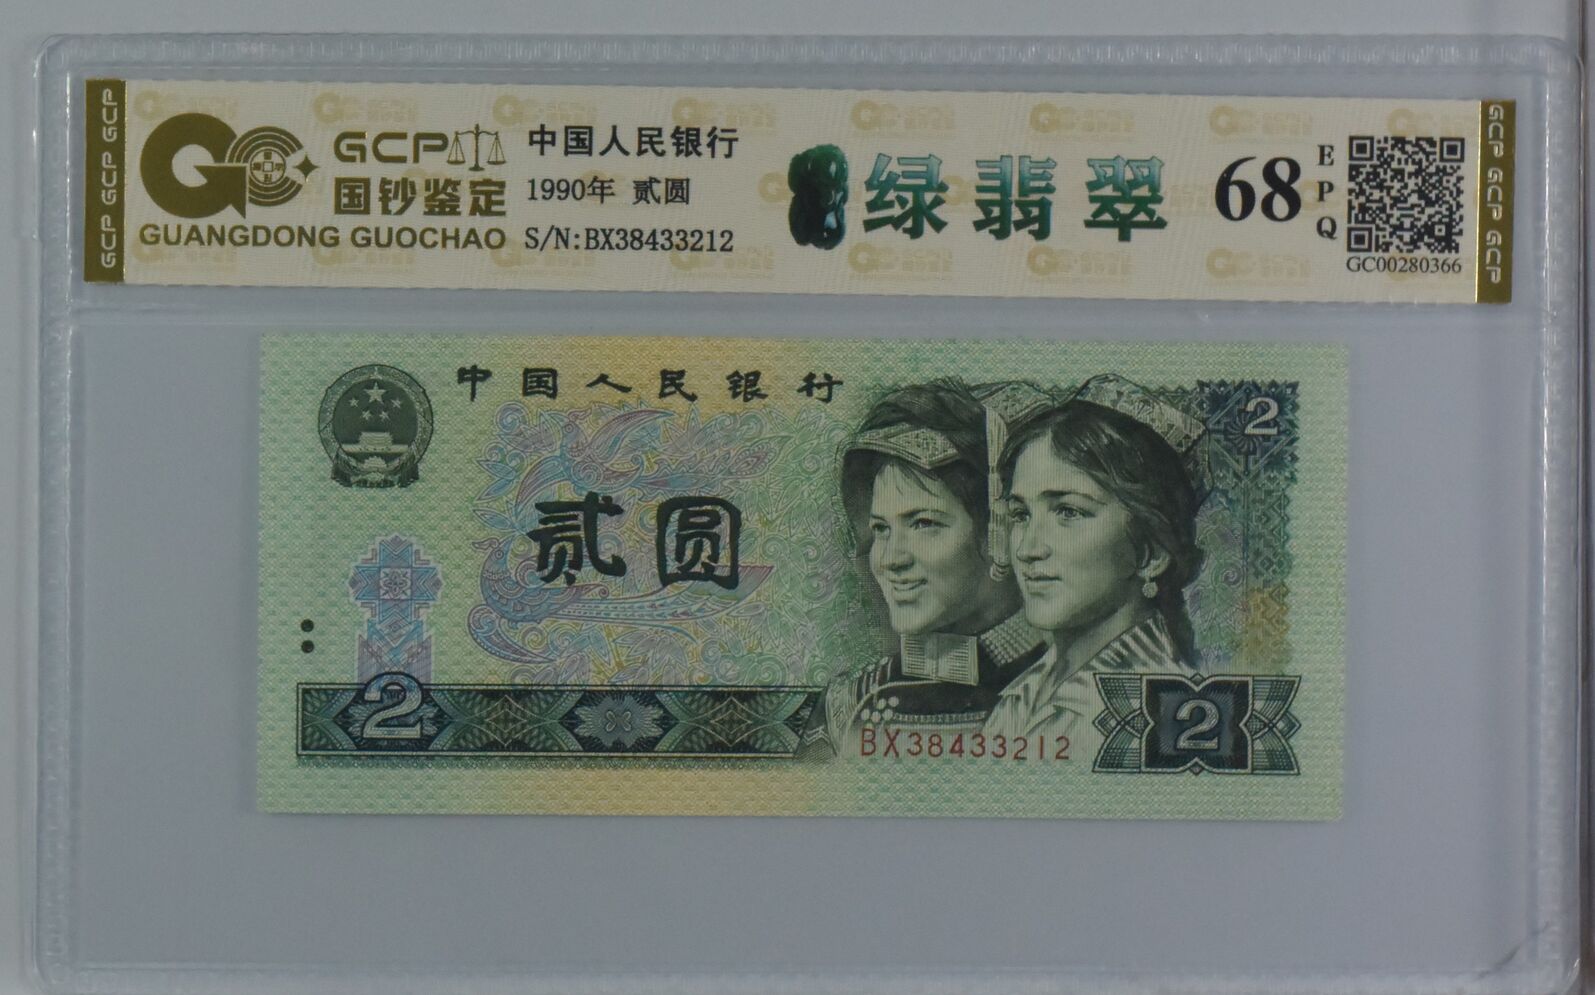 GCP GCP GCP
GCP
国钞鉴定
GUANGDONG GUOCHAO
中国人民银行
1990年 贰圆
S/N:BX38433212
绿翡翠
68
EPQ
GC00280366
GCP GCP GCP
中国人民银行
2
贰圆
2
BX38433212
2